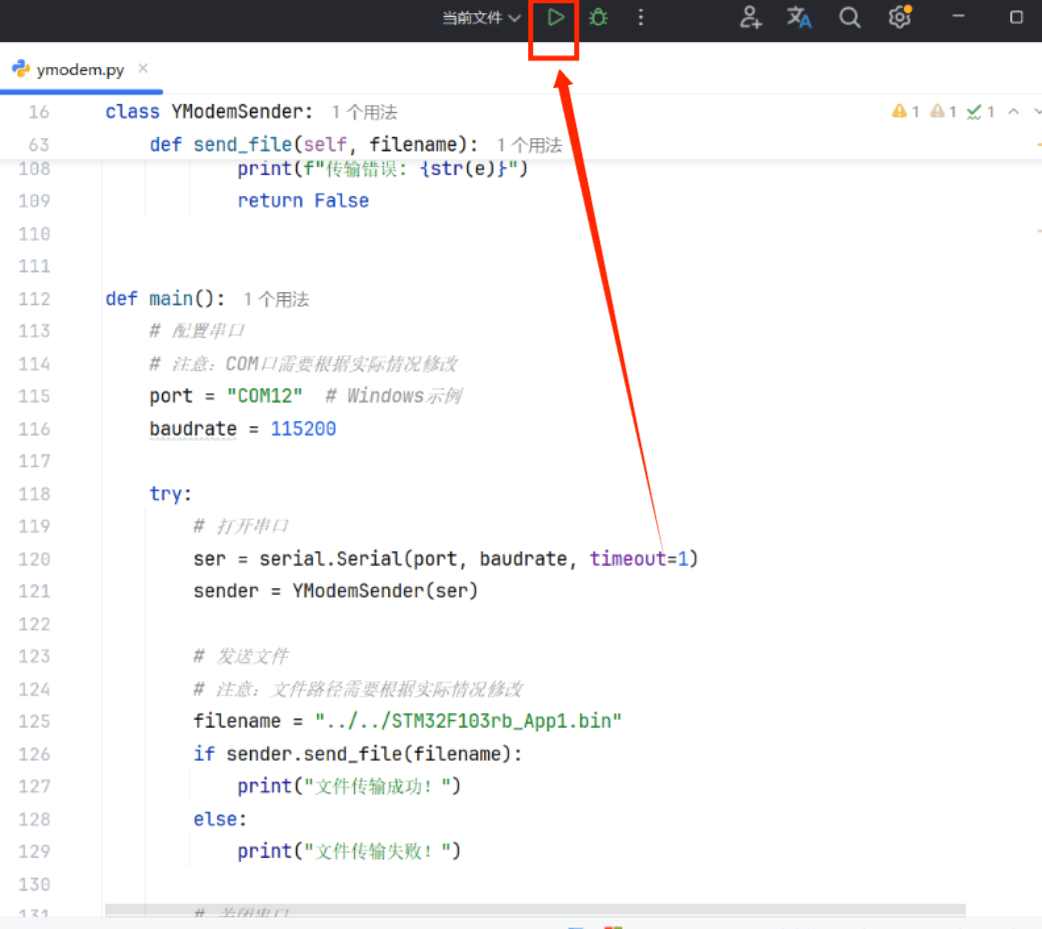 当前文件
ymodem.py
16 class YModemSender: 1 个用法
1 1 1
63 def send_file(self, filename): 1 个用法
108 print(f"传输错误: {str(e)}")
109 return False
110
111
112 def main(): 1 个用法
113 # 配置串口
114 # 注意: COM口需要根据实际情况修改
115 port = "COM12" # Windows示例
116 baudrate = 115200
117
118 try:
119 # 打开串口
120 ser = serial.Serial(port, baudrate, timeout=1)
121 sender = YModemSender(ser)
122
123 # 发送文件
124 # 注意: 文件路径需要根据实际情况修改
125 filename = "../../STM32F103rb_App1.bin"
126 if sender.send_file(filename):
127 print("文件传输成功! ")
128 else:
129 print("文件传输失败! ")
130
131 # 关闭串口